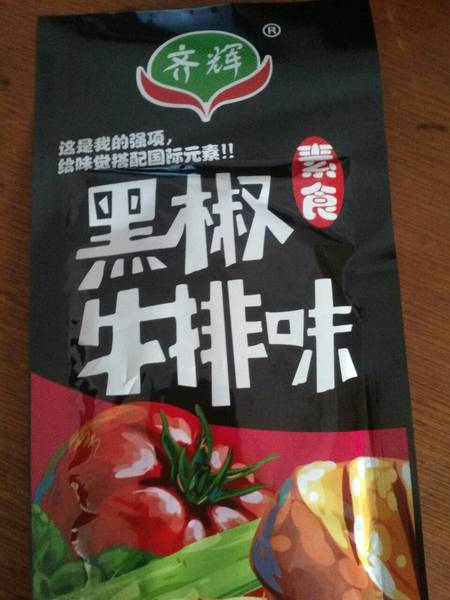 齐辉®
这是我的强项,
给味觉搭配国际元素!!
素食
黑椒
牛排味